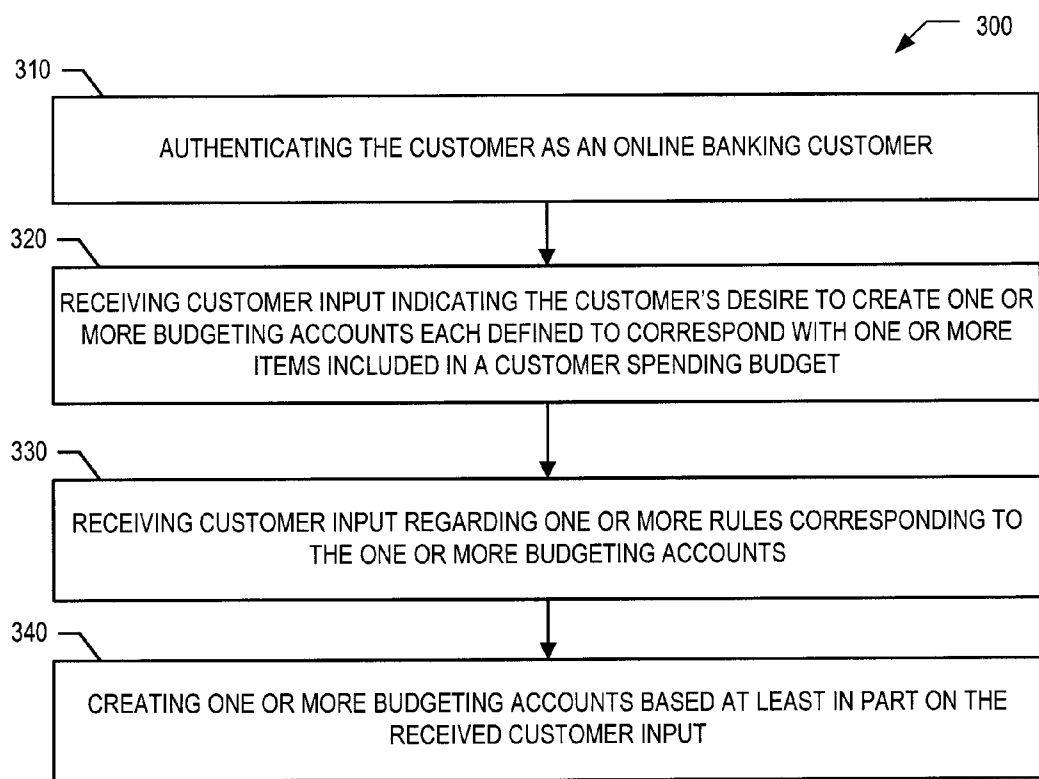 300
310
AUTHENTICATING THE CUSTOMER AS AN ONLINE BANKING CUSTOMER
320
RECEIVING CUSTOMER INPUT INDICATING THE CUSTOMER'S DESIRE TO CREATE ONE OR
MORE BUDGETING ACCOUNTS EACH DEFINED TO CORRESPOND WITH ONE OR MORE
ITEMS INCLUDED IN A CUSTOMER SPENDING BUDGET
330
RECEIVING CUSTOMER INPUT REGARDING ONE OR MORE RULES CORRESPONDING TO
THE ONE OR MORE BUDGETING ACCOUNTS
340
CREATING ONE OR MORE BUDGETING ACCOUNTS BASED AT LEAST IN PART ON THE
RECEIVED CUSTOMER INPUT